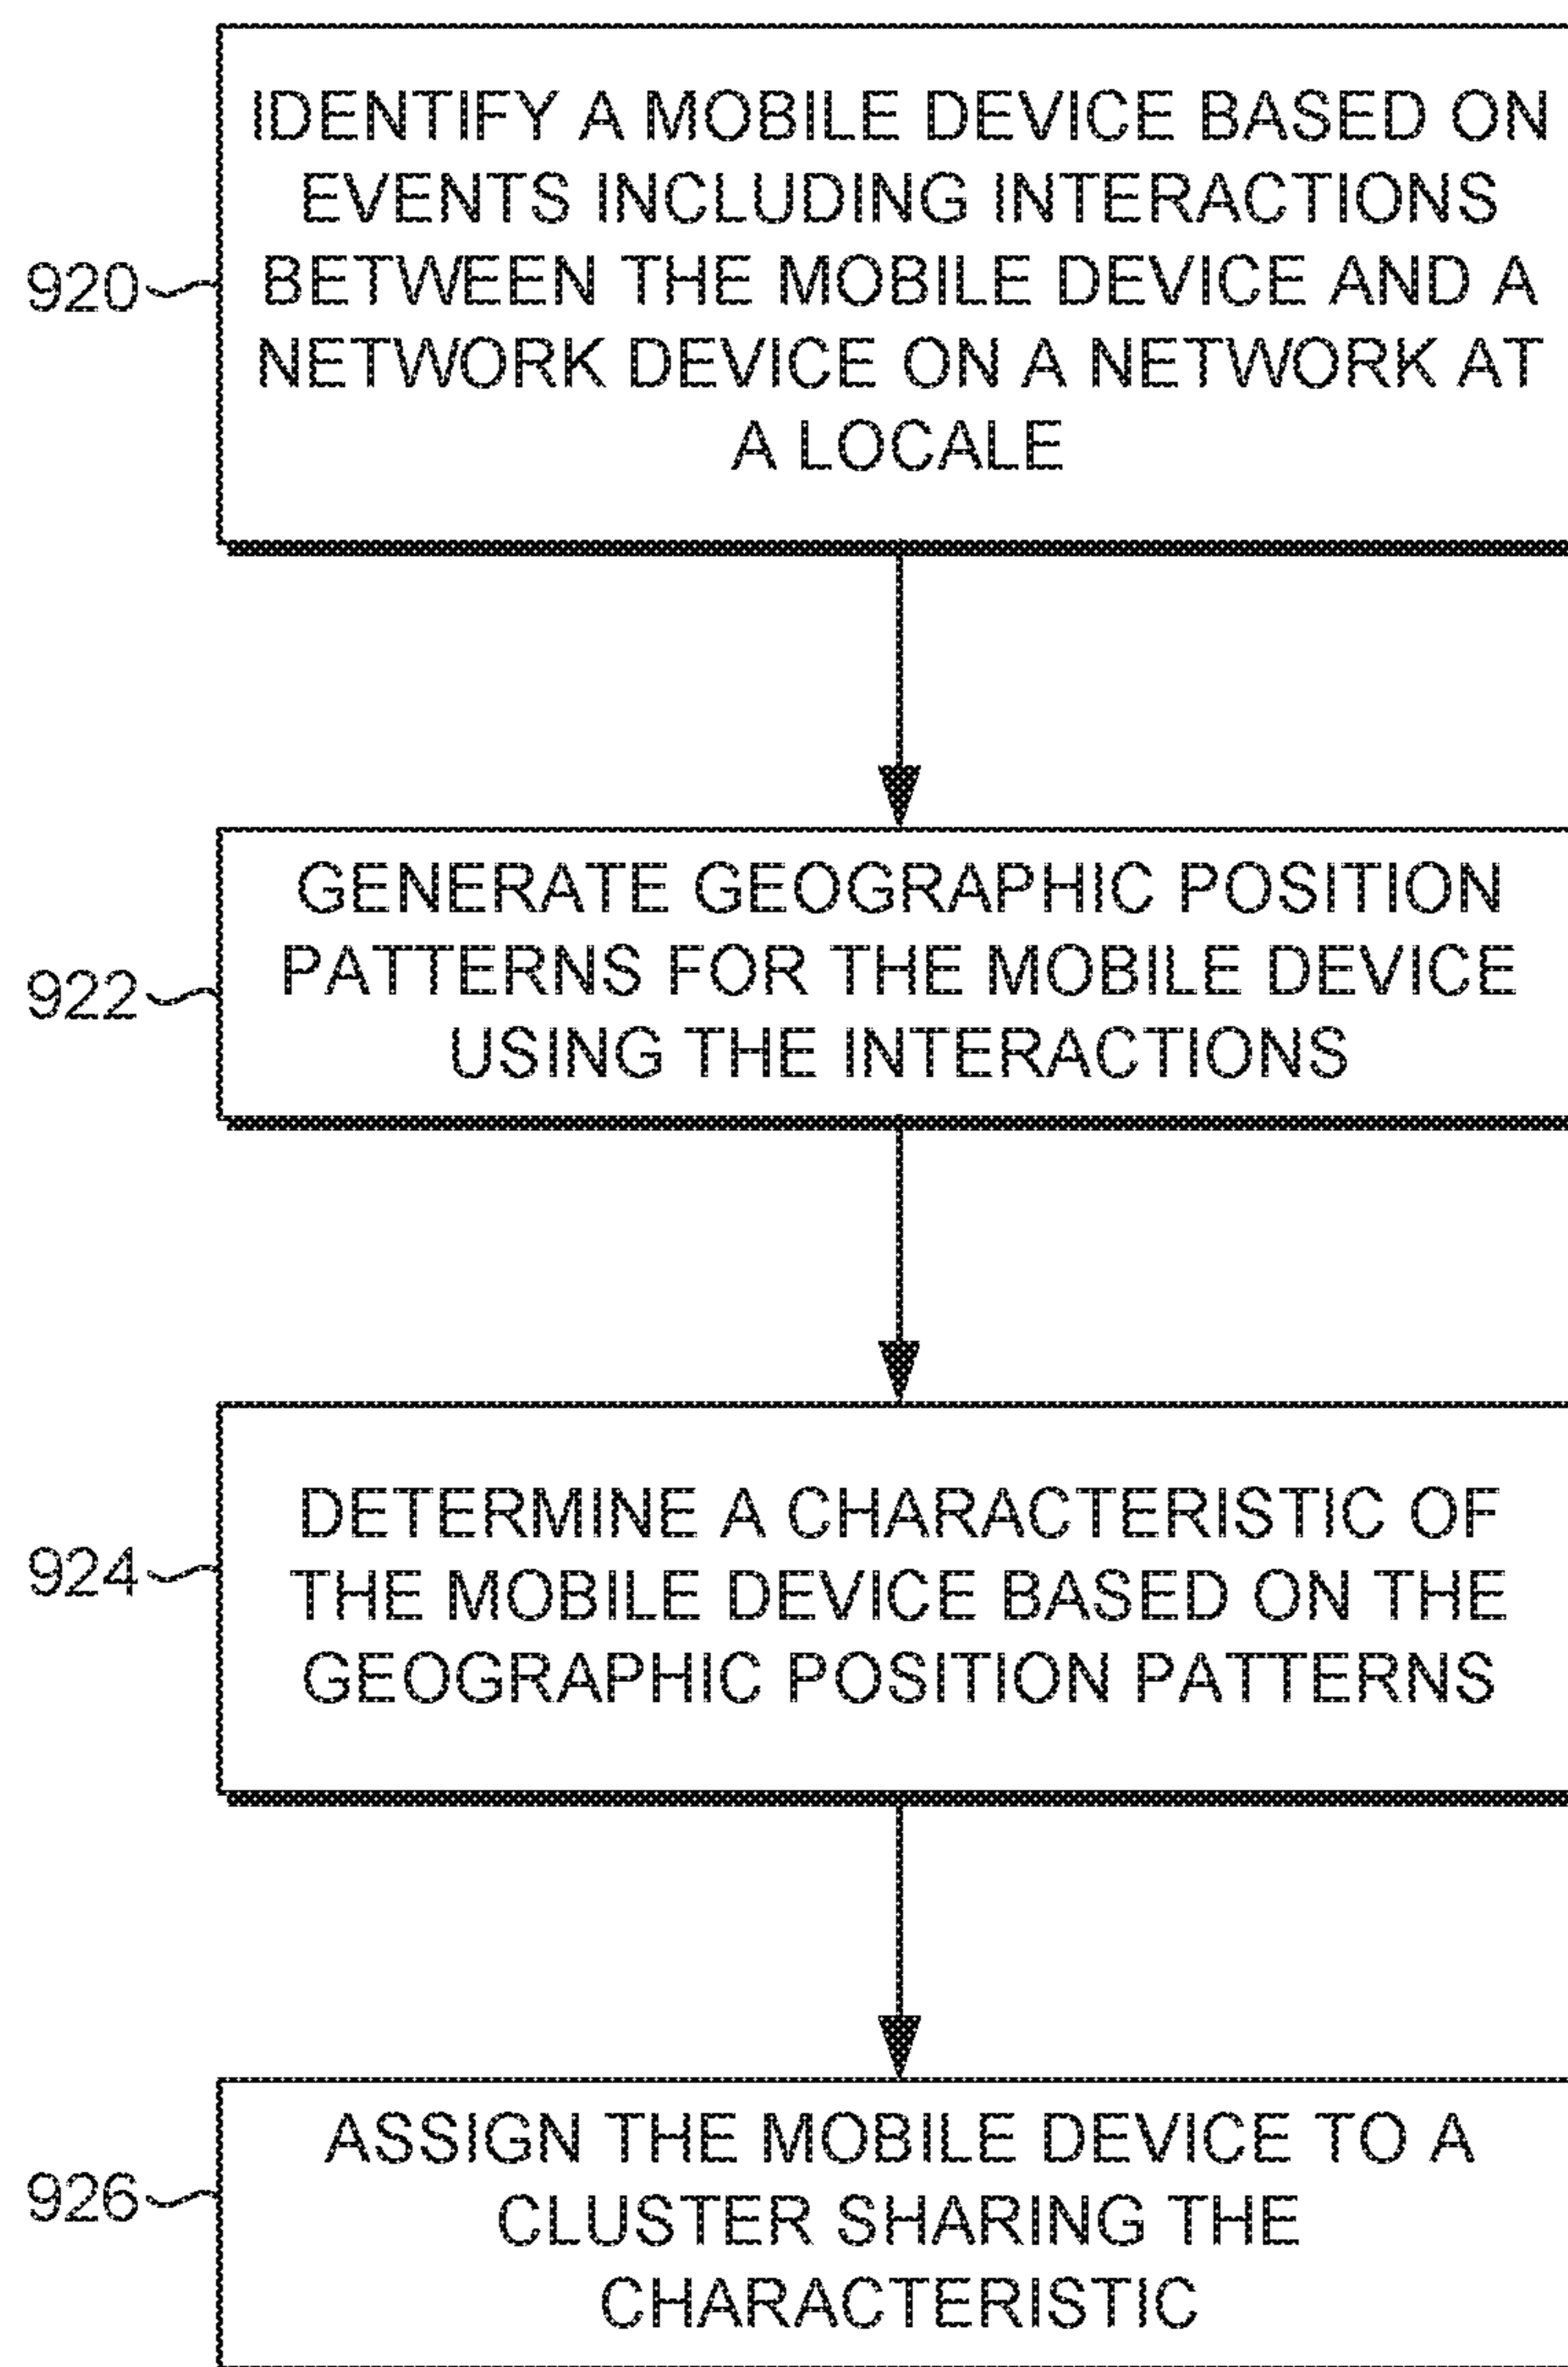 IDENTIFY A MOBILE DEVICE BASED ON
EVENTS INCLUDING INTERACTIONS
920
BETWEEN THE MOBILE DEVICE AND A
NETWORK DEVICE ON A NETWORK AT
A LOCALE
GENERATE GEOGRAPHIC POSITION
PATTERNS FOR THE MOBILE DEVICE
922
USING THE INTERACTIONS
DETERMINE A CHARACTERISTIC OF
924
THE MOBILE DEVICE BASED ON THE
GEOGRAPHIC POSITION PATTERNS
ASSIGN THE MOBILE DEVICE TO A
926
CLUSTER SHARING THE
CHARACTERISTIC